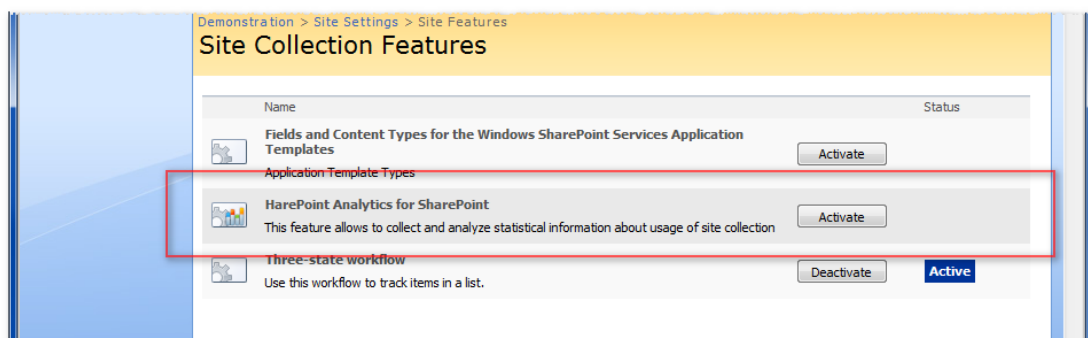 Demonstration > Site Settings > Site Features
Site Collection Features
Name Status
Fields and Content Types for the Windows SharePoint Services Application
Templates
Activate
Application Template Types
HarePoint Analytics for SharePoint
Activate
This feature allows to collect and analyze statistical information about usage of site collection
Three-state workflow
Deactivate Active
Use this workflow to track items in a list.